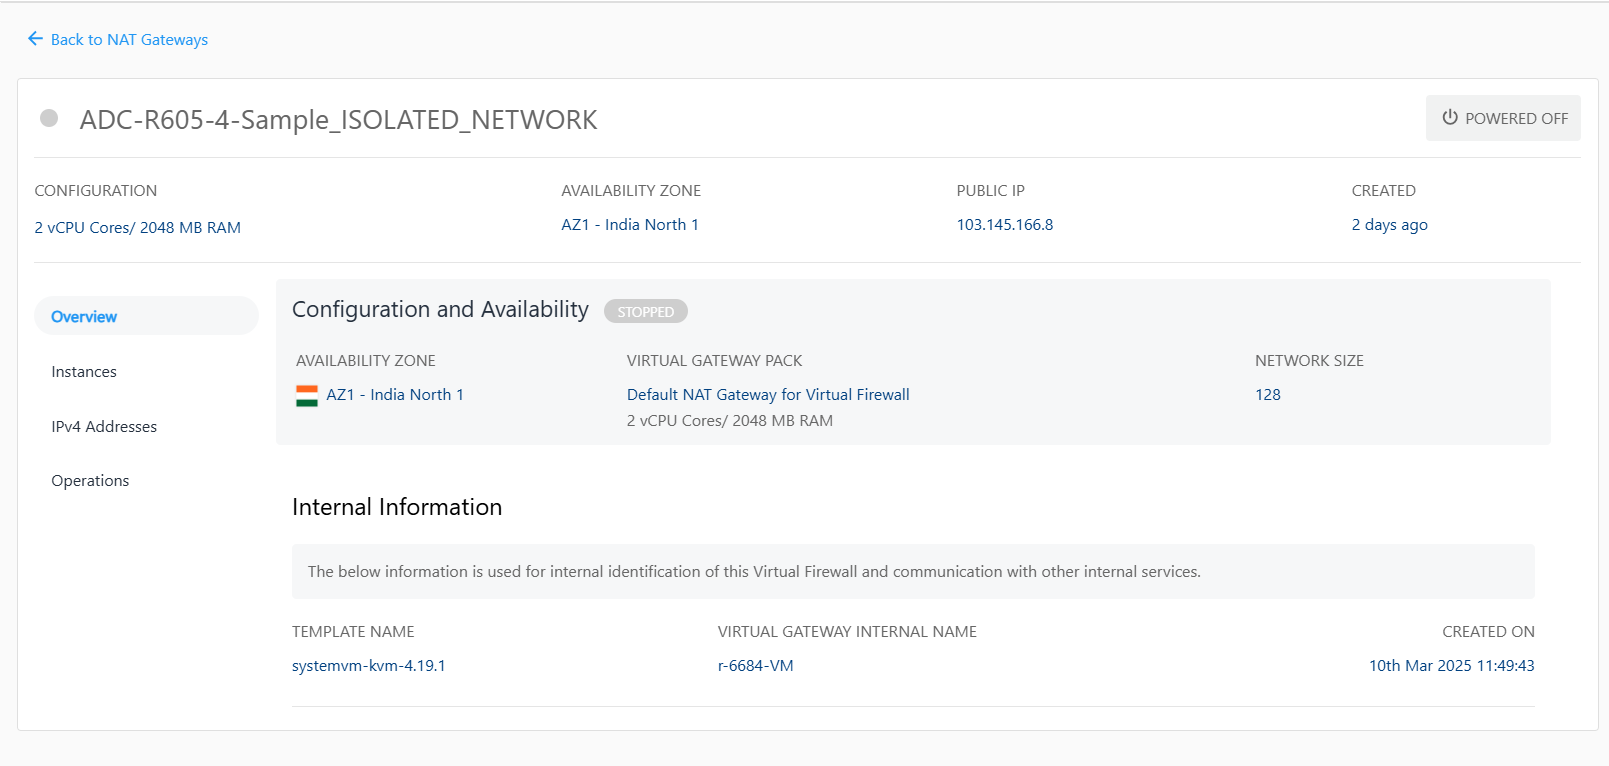 Back to NAT Gateways
ADC-R605-4-Sample_ISOLATED_NETWORK
POWERED OFF
CONFIGURATION AVAILABILITY ZONE PUBLIC IP CREATED
2 vCPU Cores/ 2048 MB RAM AZ1 - India North 1 103.145.166.8 2 days ago
Overview
Instances
IPv4 Addresses
Operations
Configuration and Availability STOPPED
AVAILABILITY ZONE VIRTUAL GATEWAY PACK NETWORK SIZE
AZ1 - India North 1 Default NAT Gateway for Virtual Firewall 128
2 vCPU Cores/ 2048 MB RAM
Internal Information
The below information is used for internal identification of this Virtual Firewall and communication with other internal services.
TEMPLATE NAME VIRTUAL GATEWAY INTERNAL NAME CREATED ON
systemvm-kvm-4.19.1 r-6684-VM 10th Mar 2025 11:49:43